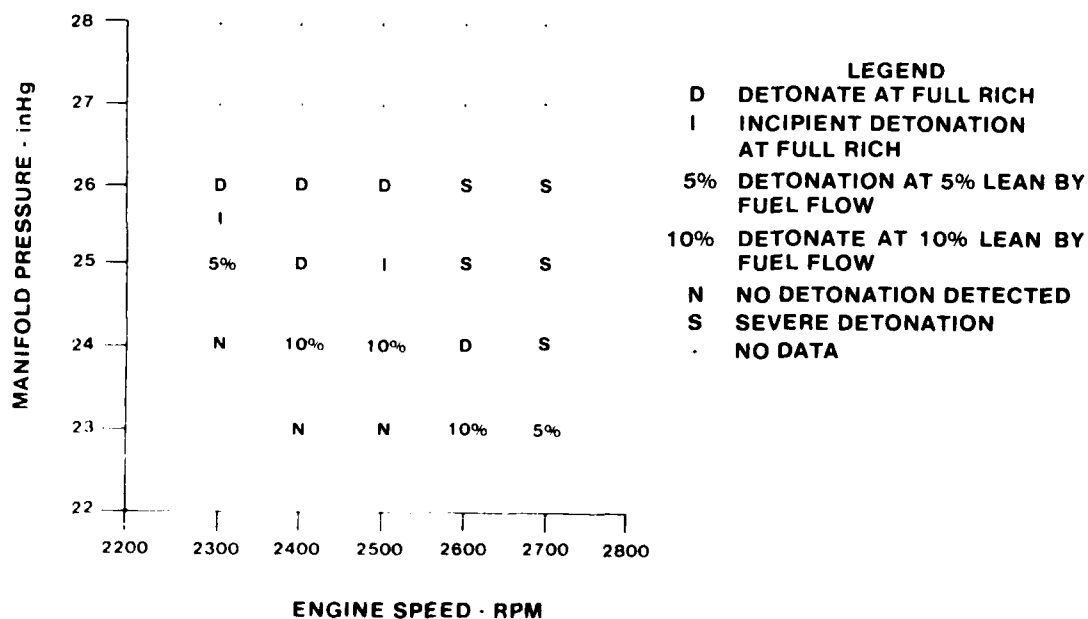 28
27
26 D D D S S
I
25 5% D I S S
24 N 10% 10% D S
23 N N 10% 5%
22
2200 2300 2400 2500 2600 2700 2800
MANIFOLD PRESSURE - inHg
ENGINE SPEED - RPM
LEGEND
D DETONATE AT FULL RICH
I INCIPIENT DETONATION
AT FULL RICH
5% DETONATION AT 5% LEAN BY
FUEL FLOW
10% DETONATE AT 10% LEAN BY
FUEL FLOW
N NO DETONATION DETECTED
S SEVERE DETONATION
· NO DATA